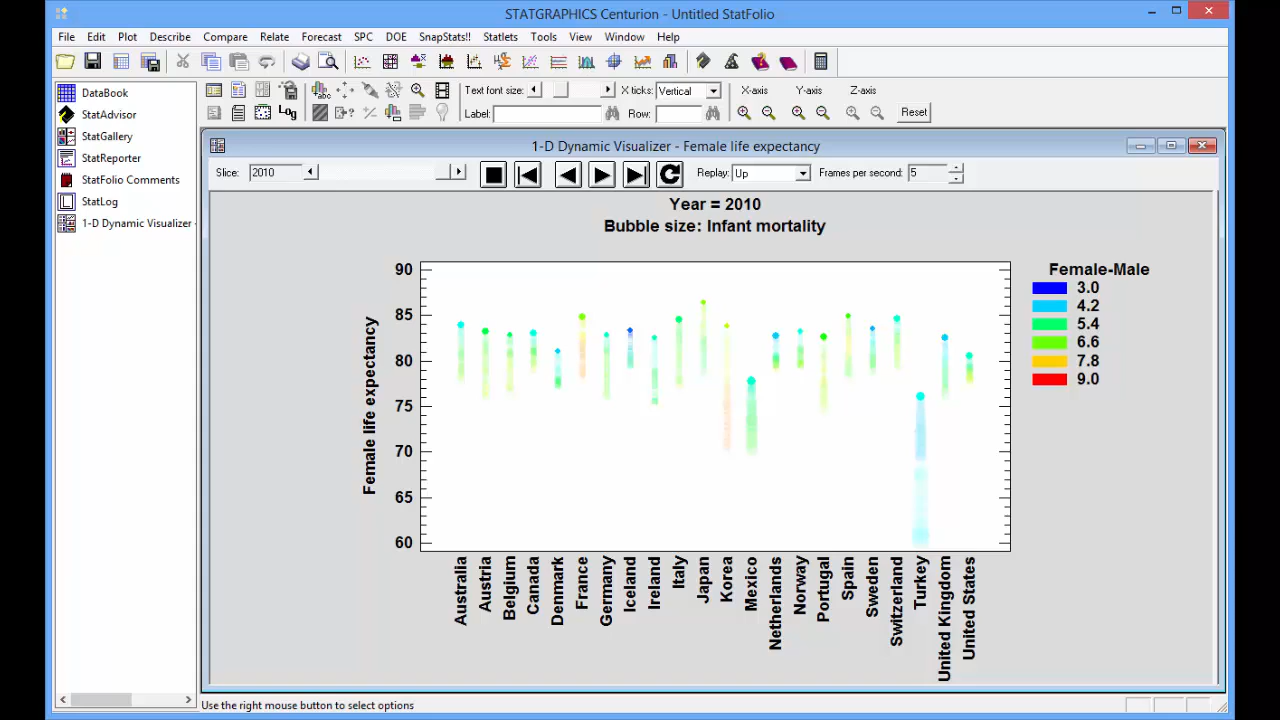 STATGRAPHICS Centurion - Untitled StatFolio
File Edit Plot Describe Compare Relate Forecast SPC DOE SnapStats!! Statlets Tools View Window Help
Text font size: X ticks: Vertical X-axis Y-axis Z-axis
Log Label: Row: Reset
DataBook
StatAdvisor
StatGallery
StatReporter
StatFolio Comments
StatLog
1-D Dynamic Visualizer -
1-D Dynamic Visualizer - Female life expectancy
Slice: 2010 Replay: Up Frames per second: 5
Year = 2010
Bubble size: Infant mortality
Female life expectancy
90
85
80
75
70
65
60
Australia
Austria
Belgium
Canada
Denmark
France
Germany
Iceland
Ireland
Italy
Japan
Korea
Mexico
Netherlands
Norway
Portugal
Spain
Sweden
Switzerland
Turkey
United Kingdom
United States
Female-Male
3.0
4.2
5.4
6.6
7.8
9.0
Use the right mouse button to select options